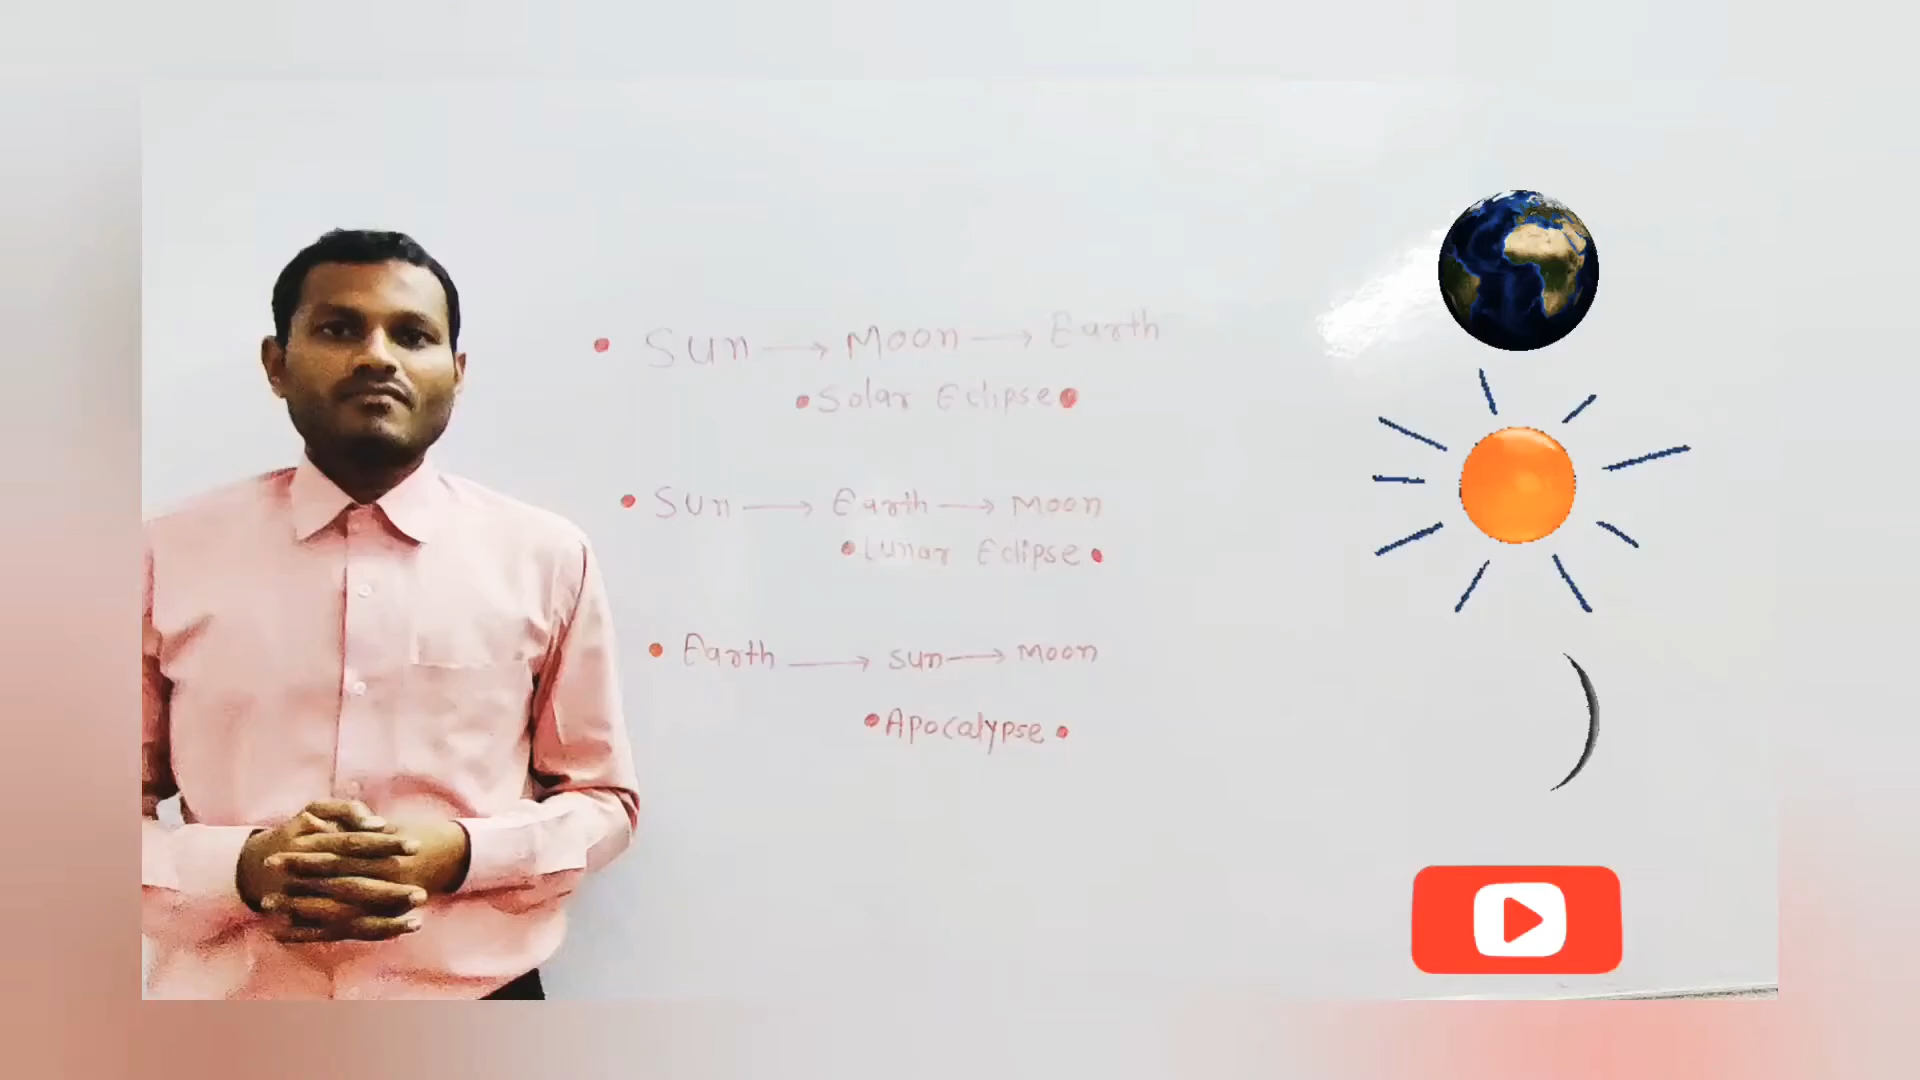 • Sun → Moon → Earth
• Solar Eclipse •
• Sun → Earth → Moon
• Lunar Eclipse •
• Earth → Sun → Moon
• Apocalypse •